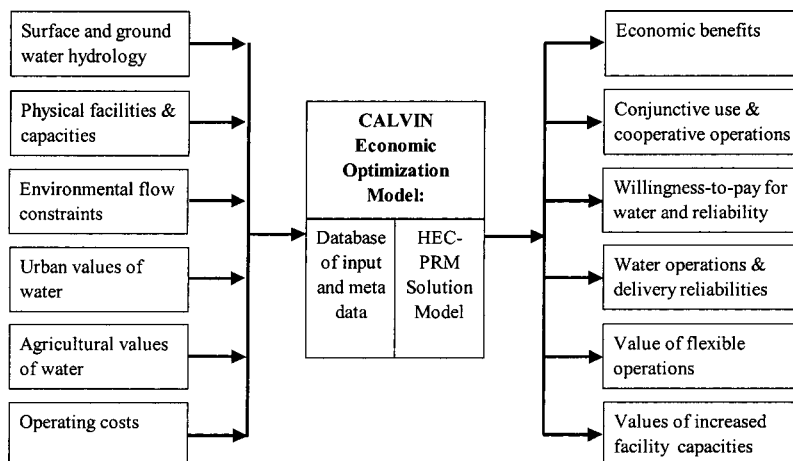 Surface and ground
water hydrology
Physical facilities &
capacities
Environmental flow
constraints
Urban values of
water
Agricultural values
of water
Operating costs
CALVIN
Economic
Optimization
Model:
Database
of input
and meta
data
HEC-
PRM
Solution
Model
Economic benefits
Conjunctive use &
cooperative operations
Willingness-to-pay for
water and reliability
Water operations &
delivery reliabilities
Value of flexible
operations
Values of increased
facility capacities